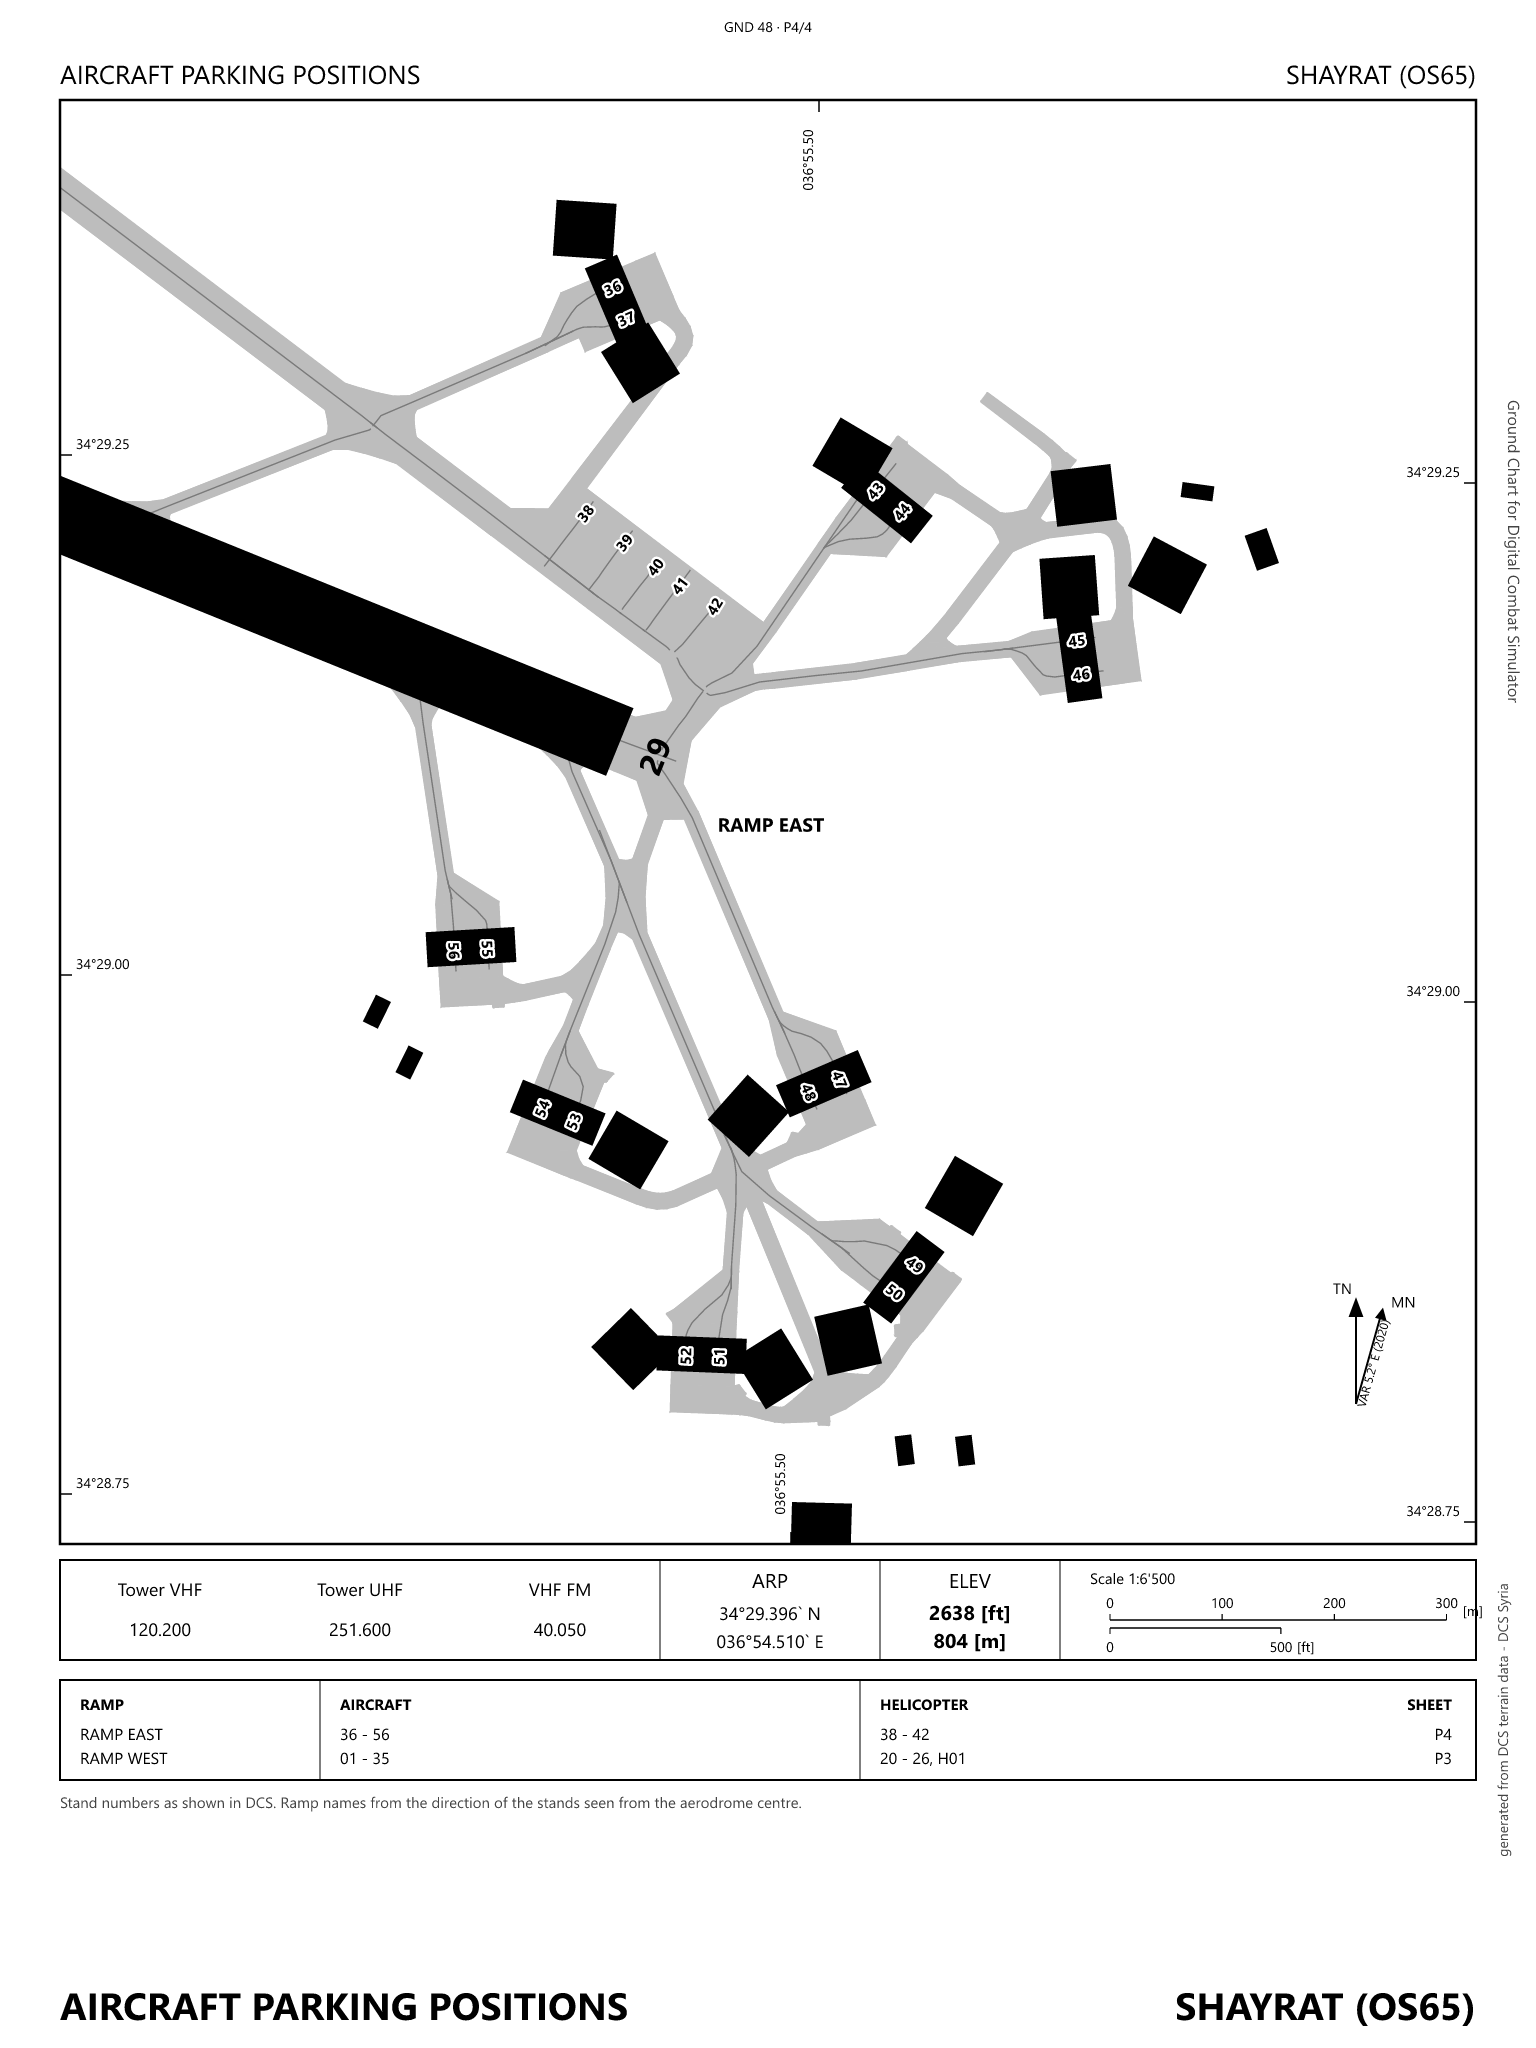 GND 48 · P4/4
AIRCRAFT PARKING POSITIONS
SHAYRAT (OS65)
036°55.50
36
37
34°29.25
34°29.25
38
39
40
41
42
43
44
45
46
29
RAMP EAST
56
55
34°29.00
34°29.00
54
53
48
47
49
50
52
51
TN
MN
VAR 5.2° E (2020)
036°55.50
34°28.75
34°28.75
Ground Chart for Digital Combat Simulator
Tower VHF
120.200
Tower UHF
251.600
VHF FM
40.050
ARP
34°29.396` N
036°54.510` E
ELEV
2638 [ft]
804 [m]
Scale 1:6'500
0 100 200 300 [m]
0 500 [ft]
RAMP AIRCRAFT HELICOPTER SHEET
RAMP EAST 36 - 56 38 - 42 P4
RAMP WEST 01 - 35 20 - 26, H01 P3
Stand numbers as shown in DCS. Ramp names from the direction of the stands seen from the aerodrome centre.
generated from DCS terrain data - DCS Syria
AIRCRAFT PARKING POSITIONS
SHAYRAT (OS65)